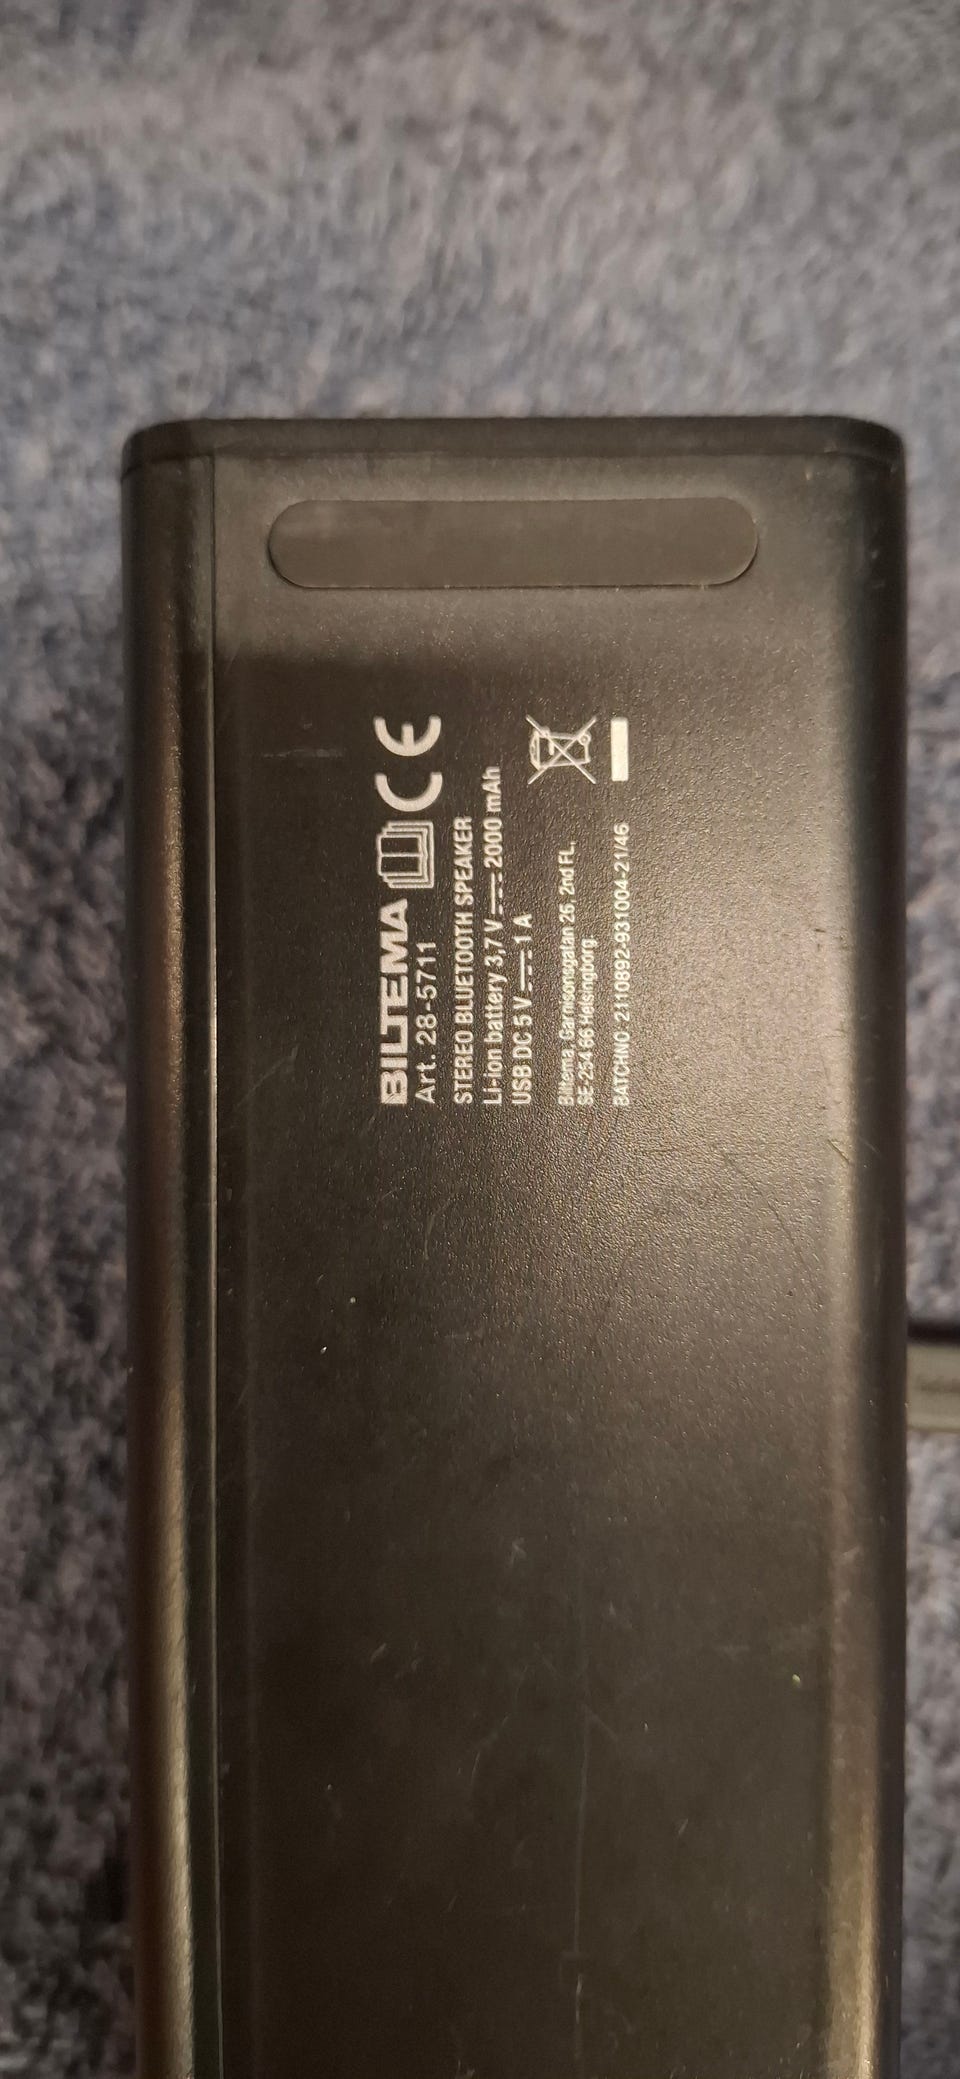 BILTEMA
Art. 28-5711
STEREO BLUETOOTH SPEAKER
Li-Ion battery 3,7 V 2000 mAh
USB DC 5 V 1 A
Biltema, Garnisonsgatan 26, 2nd FL,
SE-254 66 Helsingborg
BATCHNO 2110892-931004-21/46
CE